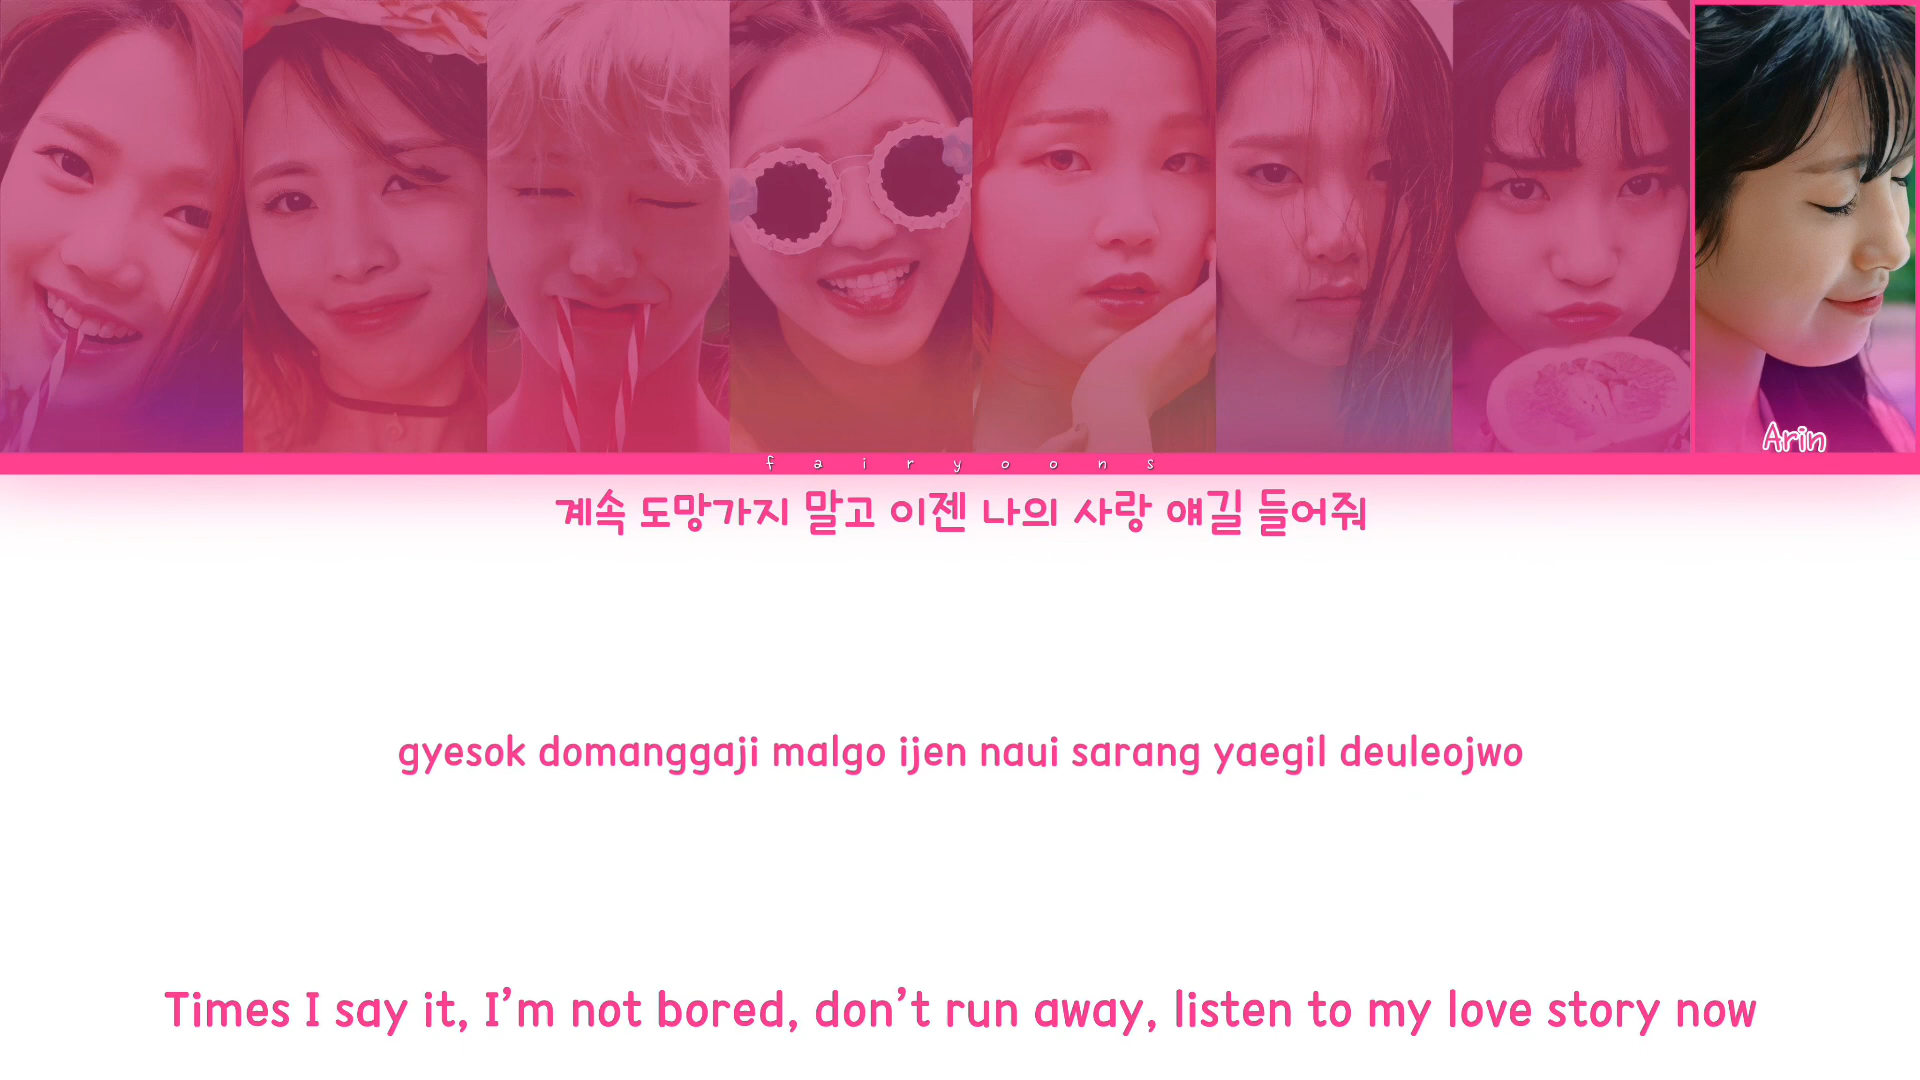 Arin
fairyoons
계속 도망가지 말고 이젠 나의 사랑 얘길 들어줘
gyesok domanggaji malgo ijen naui sarang yaegil deuleojwo
Times I say it, I’m not bored, don’t run away, listen to my love story now